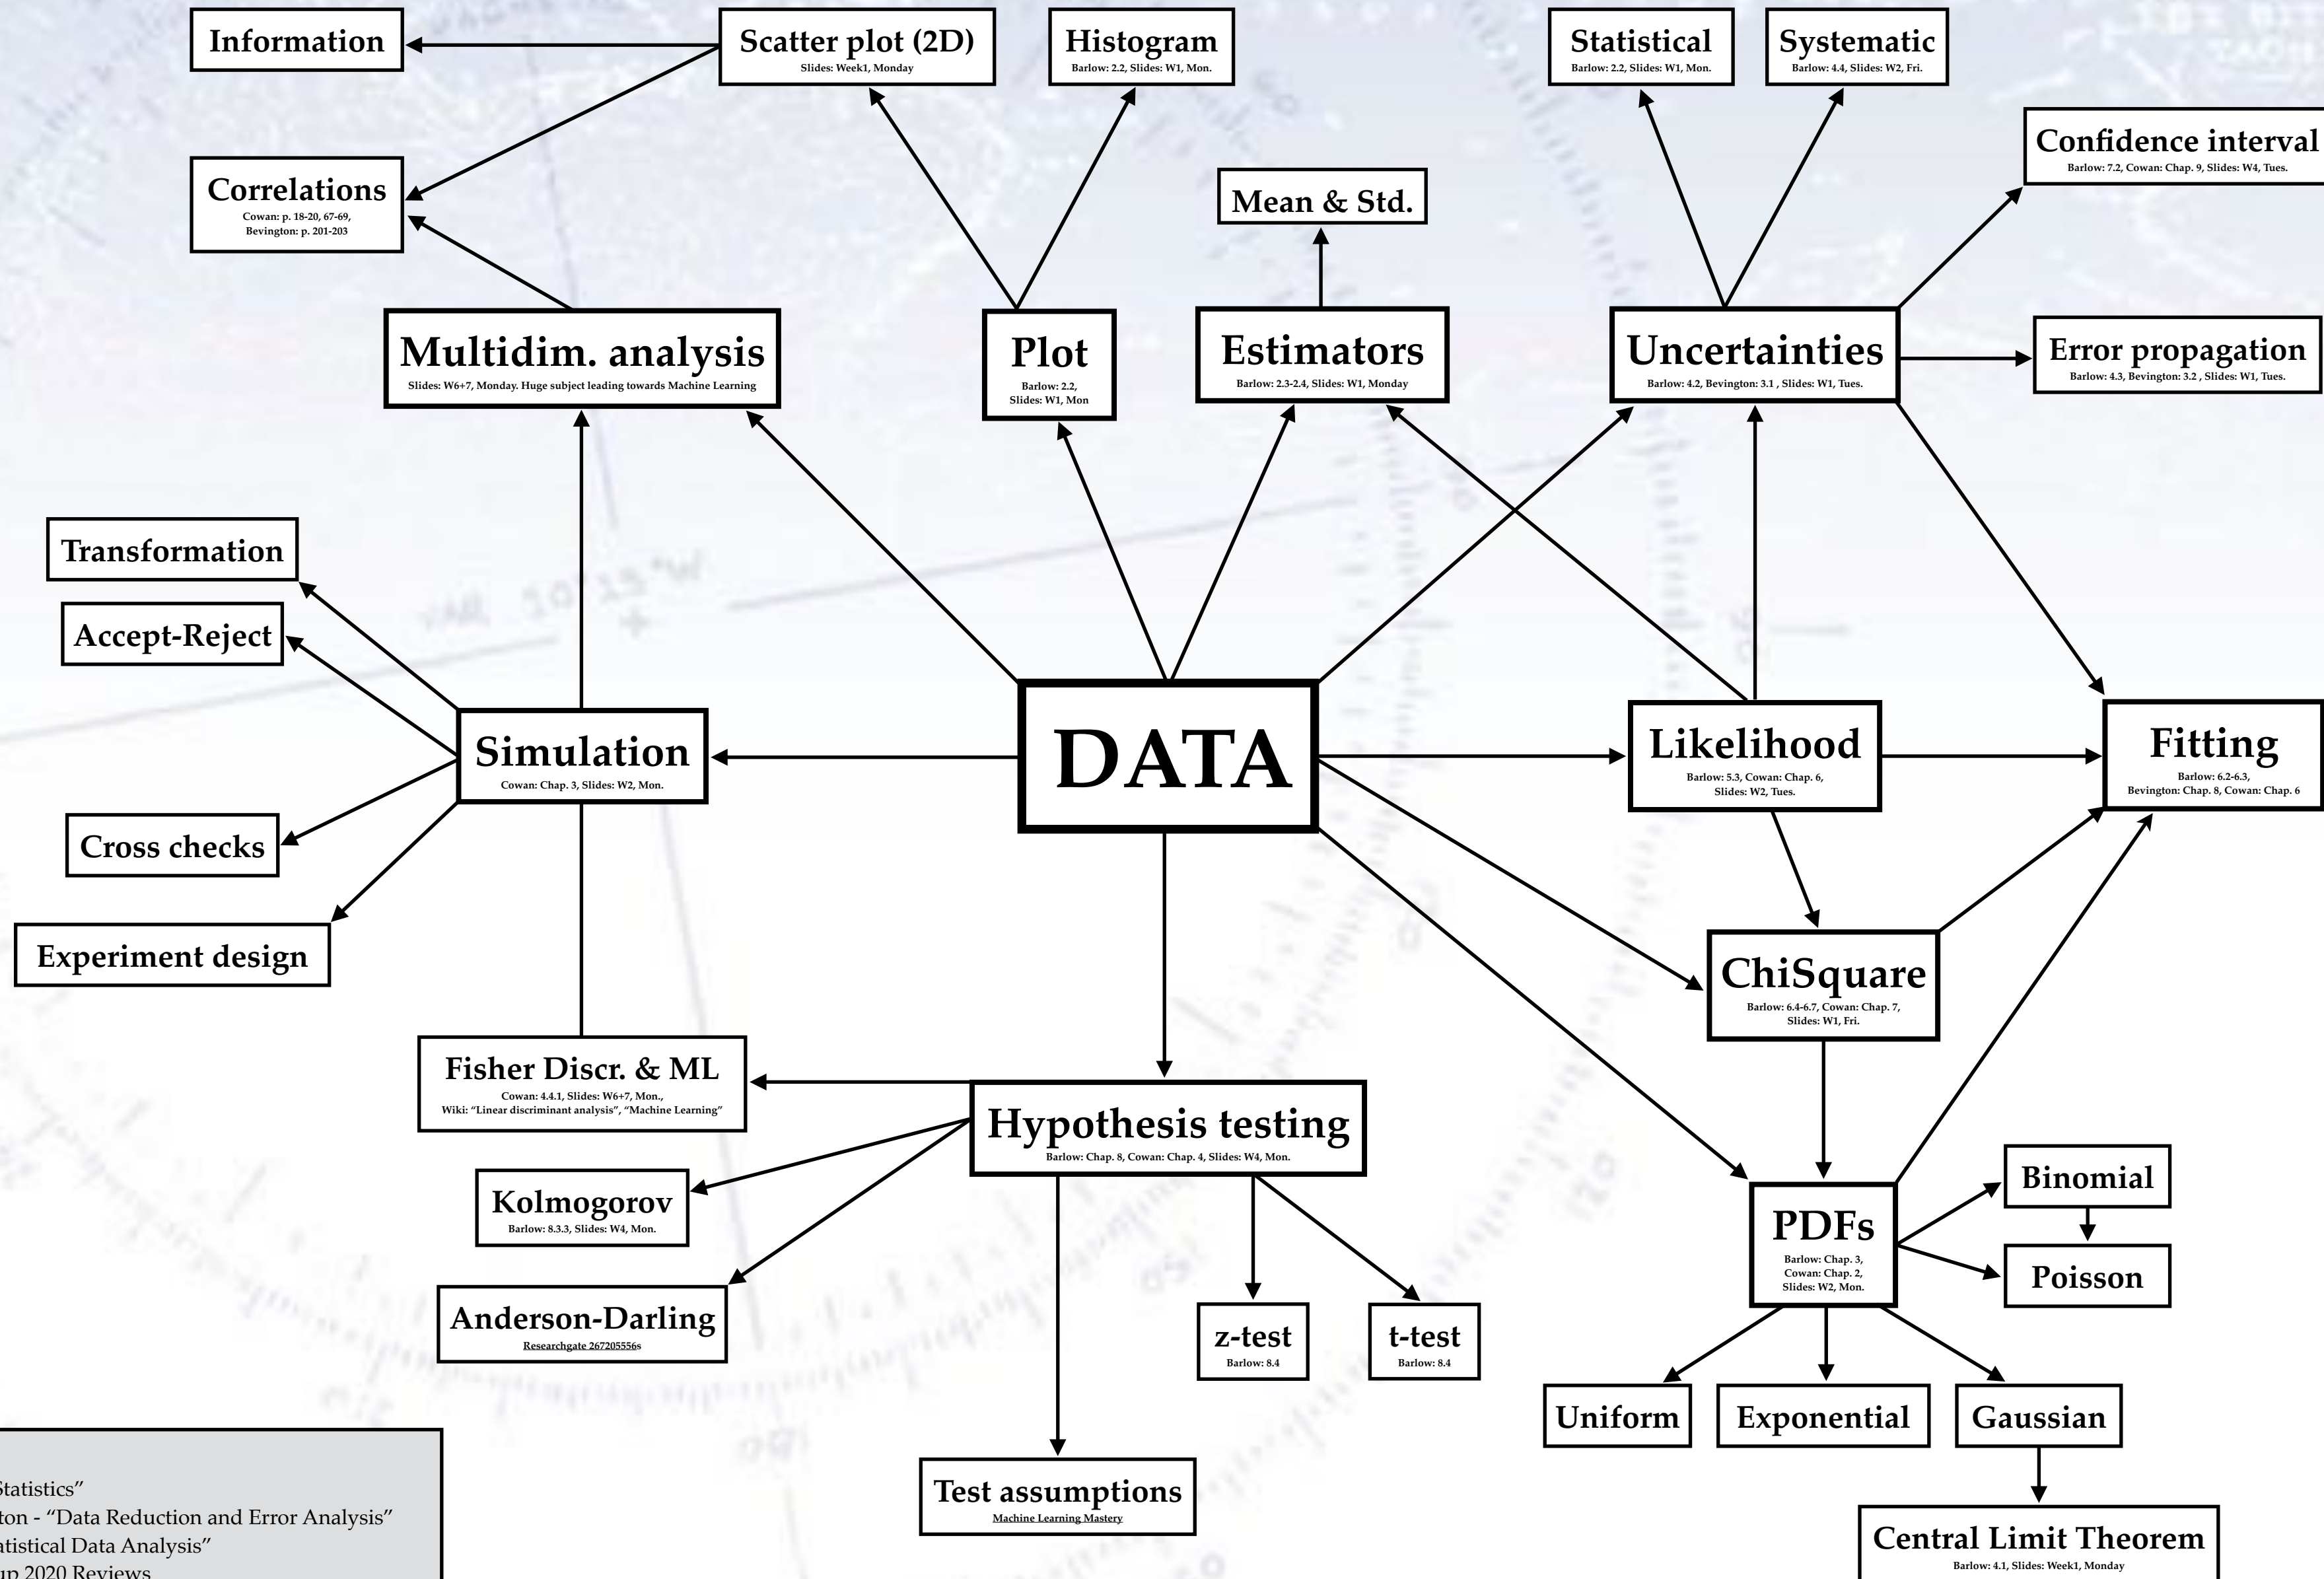 Information
Scatter plot (2D)
Slides: Week1, Monday
Histogram
Barlow: 2.2, Slides: W1, Mon.
Statistical
Barlow: 2.2, Slides: W1, Mon.
Systematic
Barlow: 4.4, Slides: W2, Fri.
Confidence interval
Barlow: 7.2, Cowan: Chap. 9, Slides: W4, Tues.
Correlations
Cowan: p. 18-20, 67-69,
Bevington: p. 201-203
Mean & Std.
Multidim. analysis
Slides: W6+7, Monday. Huge subject leading towards Machine Learning
Plot
Barlow: 2.2,
Slides: W1, Mon
Estimators
Barlow: 2.3-2.4, Slides: W1, Monday
Uncertainties
Barlow: 4.2, Bevington: 3.1 , Slides: W1, Tues.
Error propagation
Barlow: 4.3, Bevington: 3.2 , Slides: W1, Tues.
Transformation
Accept-Reject
VAR 10°15'W
Simulation
Cowan: Chap. 3, Slides: W2, Mon.
DATA
Likelihood
Barlow: 5.3, Cowan: Chap. 6,
Slides: W2, Tues.
Fitting
Barlow: 6.2-6.3,
Bevington: Chap. 8, Cowan: Chap. 6
Cross checks
Experiment design
ChiSquare
Barlow: 6.4-6.7, Cowan: Chap. 7,
Slides: W1, Fri.
Fisher Discr. & ML
Cowan: 4.4.1, Slides: W6+7, Mon.,
Wiki: “Linear discriminant analysis”, “Machine Learning”
Hypothesis testing
Barlow: Chap. 8, Cowan: Chap. 4, Slides: W4, Mon.
Kolmogorov
Barlow: 8.3.3, Slides: W4, Mon.
Anderson-Darling
Researchgate 267205556s
z-test
Barlow: 8.4
t-test
Barlow: 8.4
Test assumptions
Machine Learning Mastery
PDFs
Barlow: Chap. 3,
Cowan: Chap. 2,
Slides: W2, Mon.
Binomial
Poisson
Uniform
Exponential
Gaussian
Central Limit Theorem
Barlow: 4.1, Slides: Week1, Monday
Statistics”
ton - “Data Reduction and Error Analysis”
atistical Data Analysis”
up 2020 Reviews